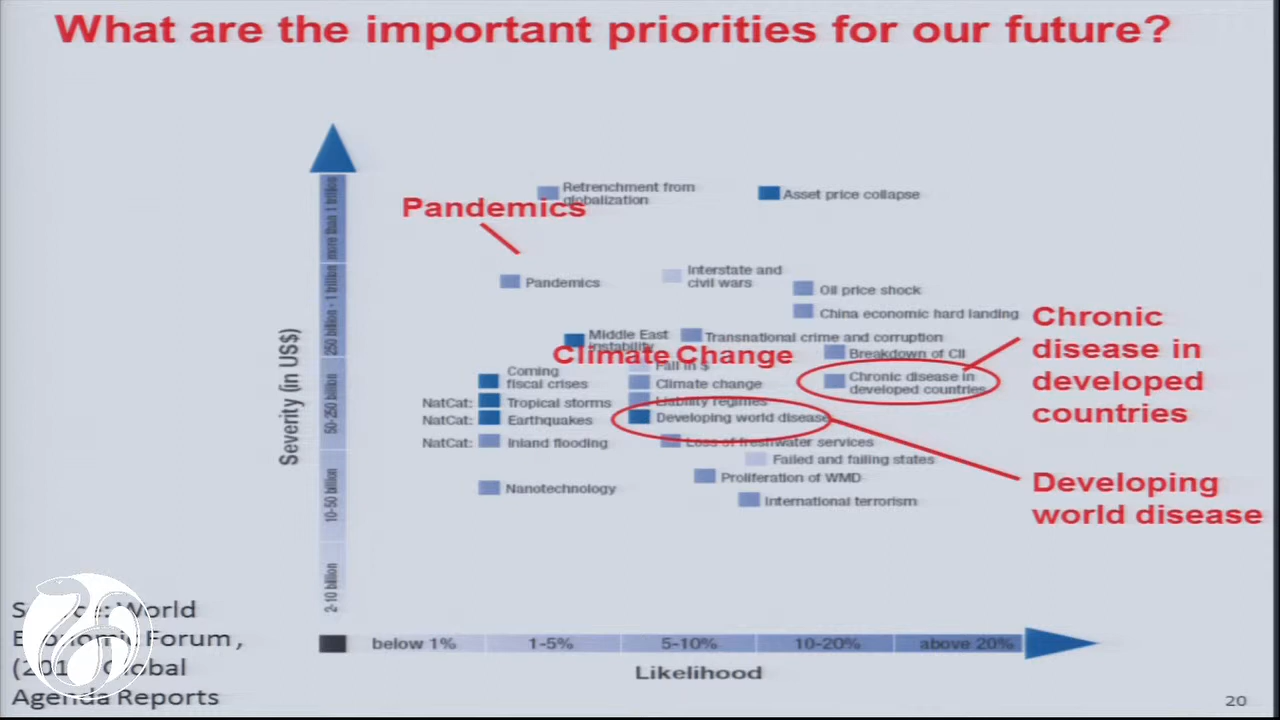 What are the important priorities for our future?
Retrenchment from
globalization
Asset price collapse
Pandemics
Pandemics
Interstate and
civil wars
Oil price shock
China economic hard landing
Middle East
instability
Transnational crime and corruption
Breakdown of CII
Climate Change
Fall in $
Coming
fiscal crises
Climate change
Chronic disease in
developed countries
Chronic
disease in
developed
countries
NatCat: Tropical storms
Liability regimes
NatCat: Earthquakes
Developing world disease
NatCat: Inland flooding
Loss of freshwater services
Failed and failing states
Proliferation of WMD
Nanotechnology
International terrorism
Developing
world disease
Severity (in US$)
more than 1 trillion
250 billion - 1 trillion
50-250 billion
10-50 billion
2-10 billion
below 1%
1-5%
5-10%
10-20%
above 20%
Likelihood
World
Forum ,
Global
Agenda Reports
20